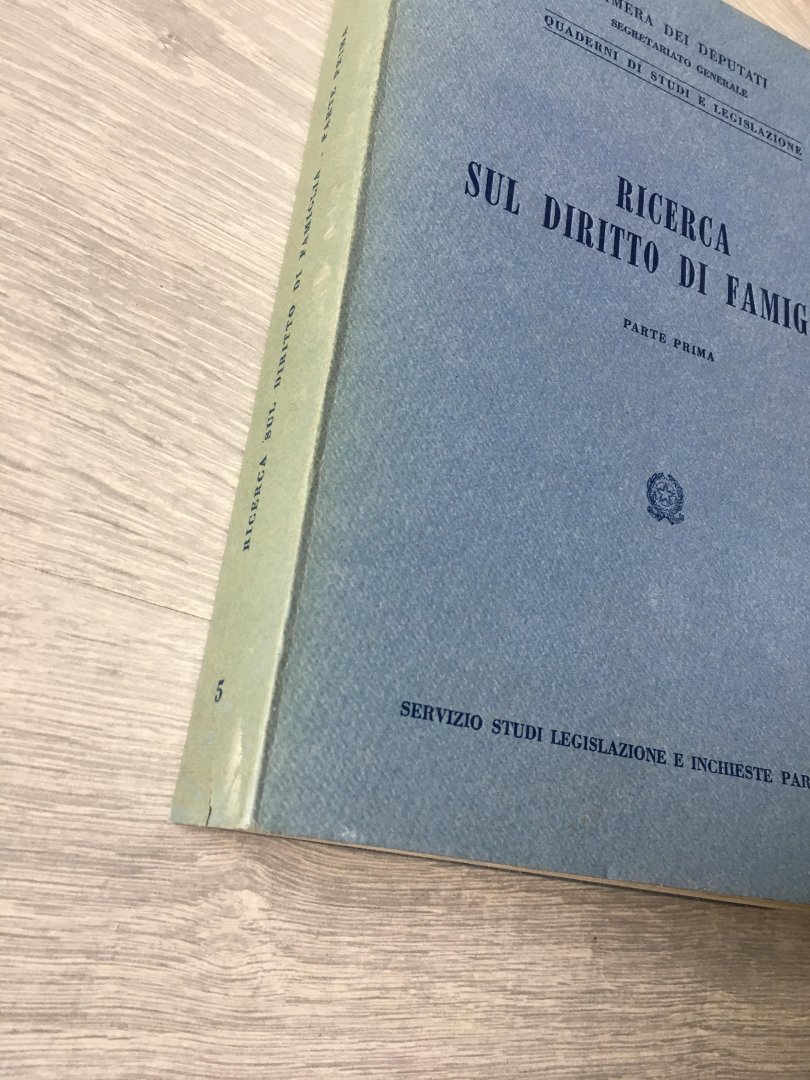 MERA DEI DEPUTATI
SEGRETARIATO GENERALE
QUADERNI DI STUDI E LEGISLAZIONE
RICERCA
SUL DIRITTO DI FAMIG
PARTE PRIMA
SERVIZIO STUDI LEGISLAZIONE E INCHIESTE PAR
RICERCA SUL DIRITTO DI FAMIGLIA - PARTE PRIMA
5